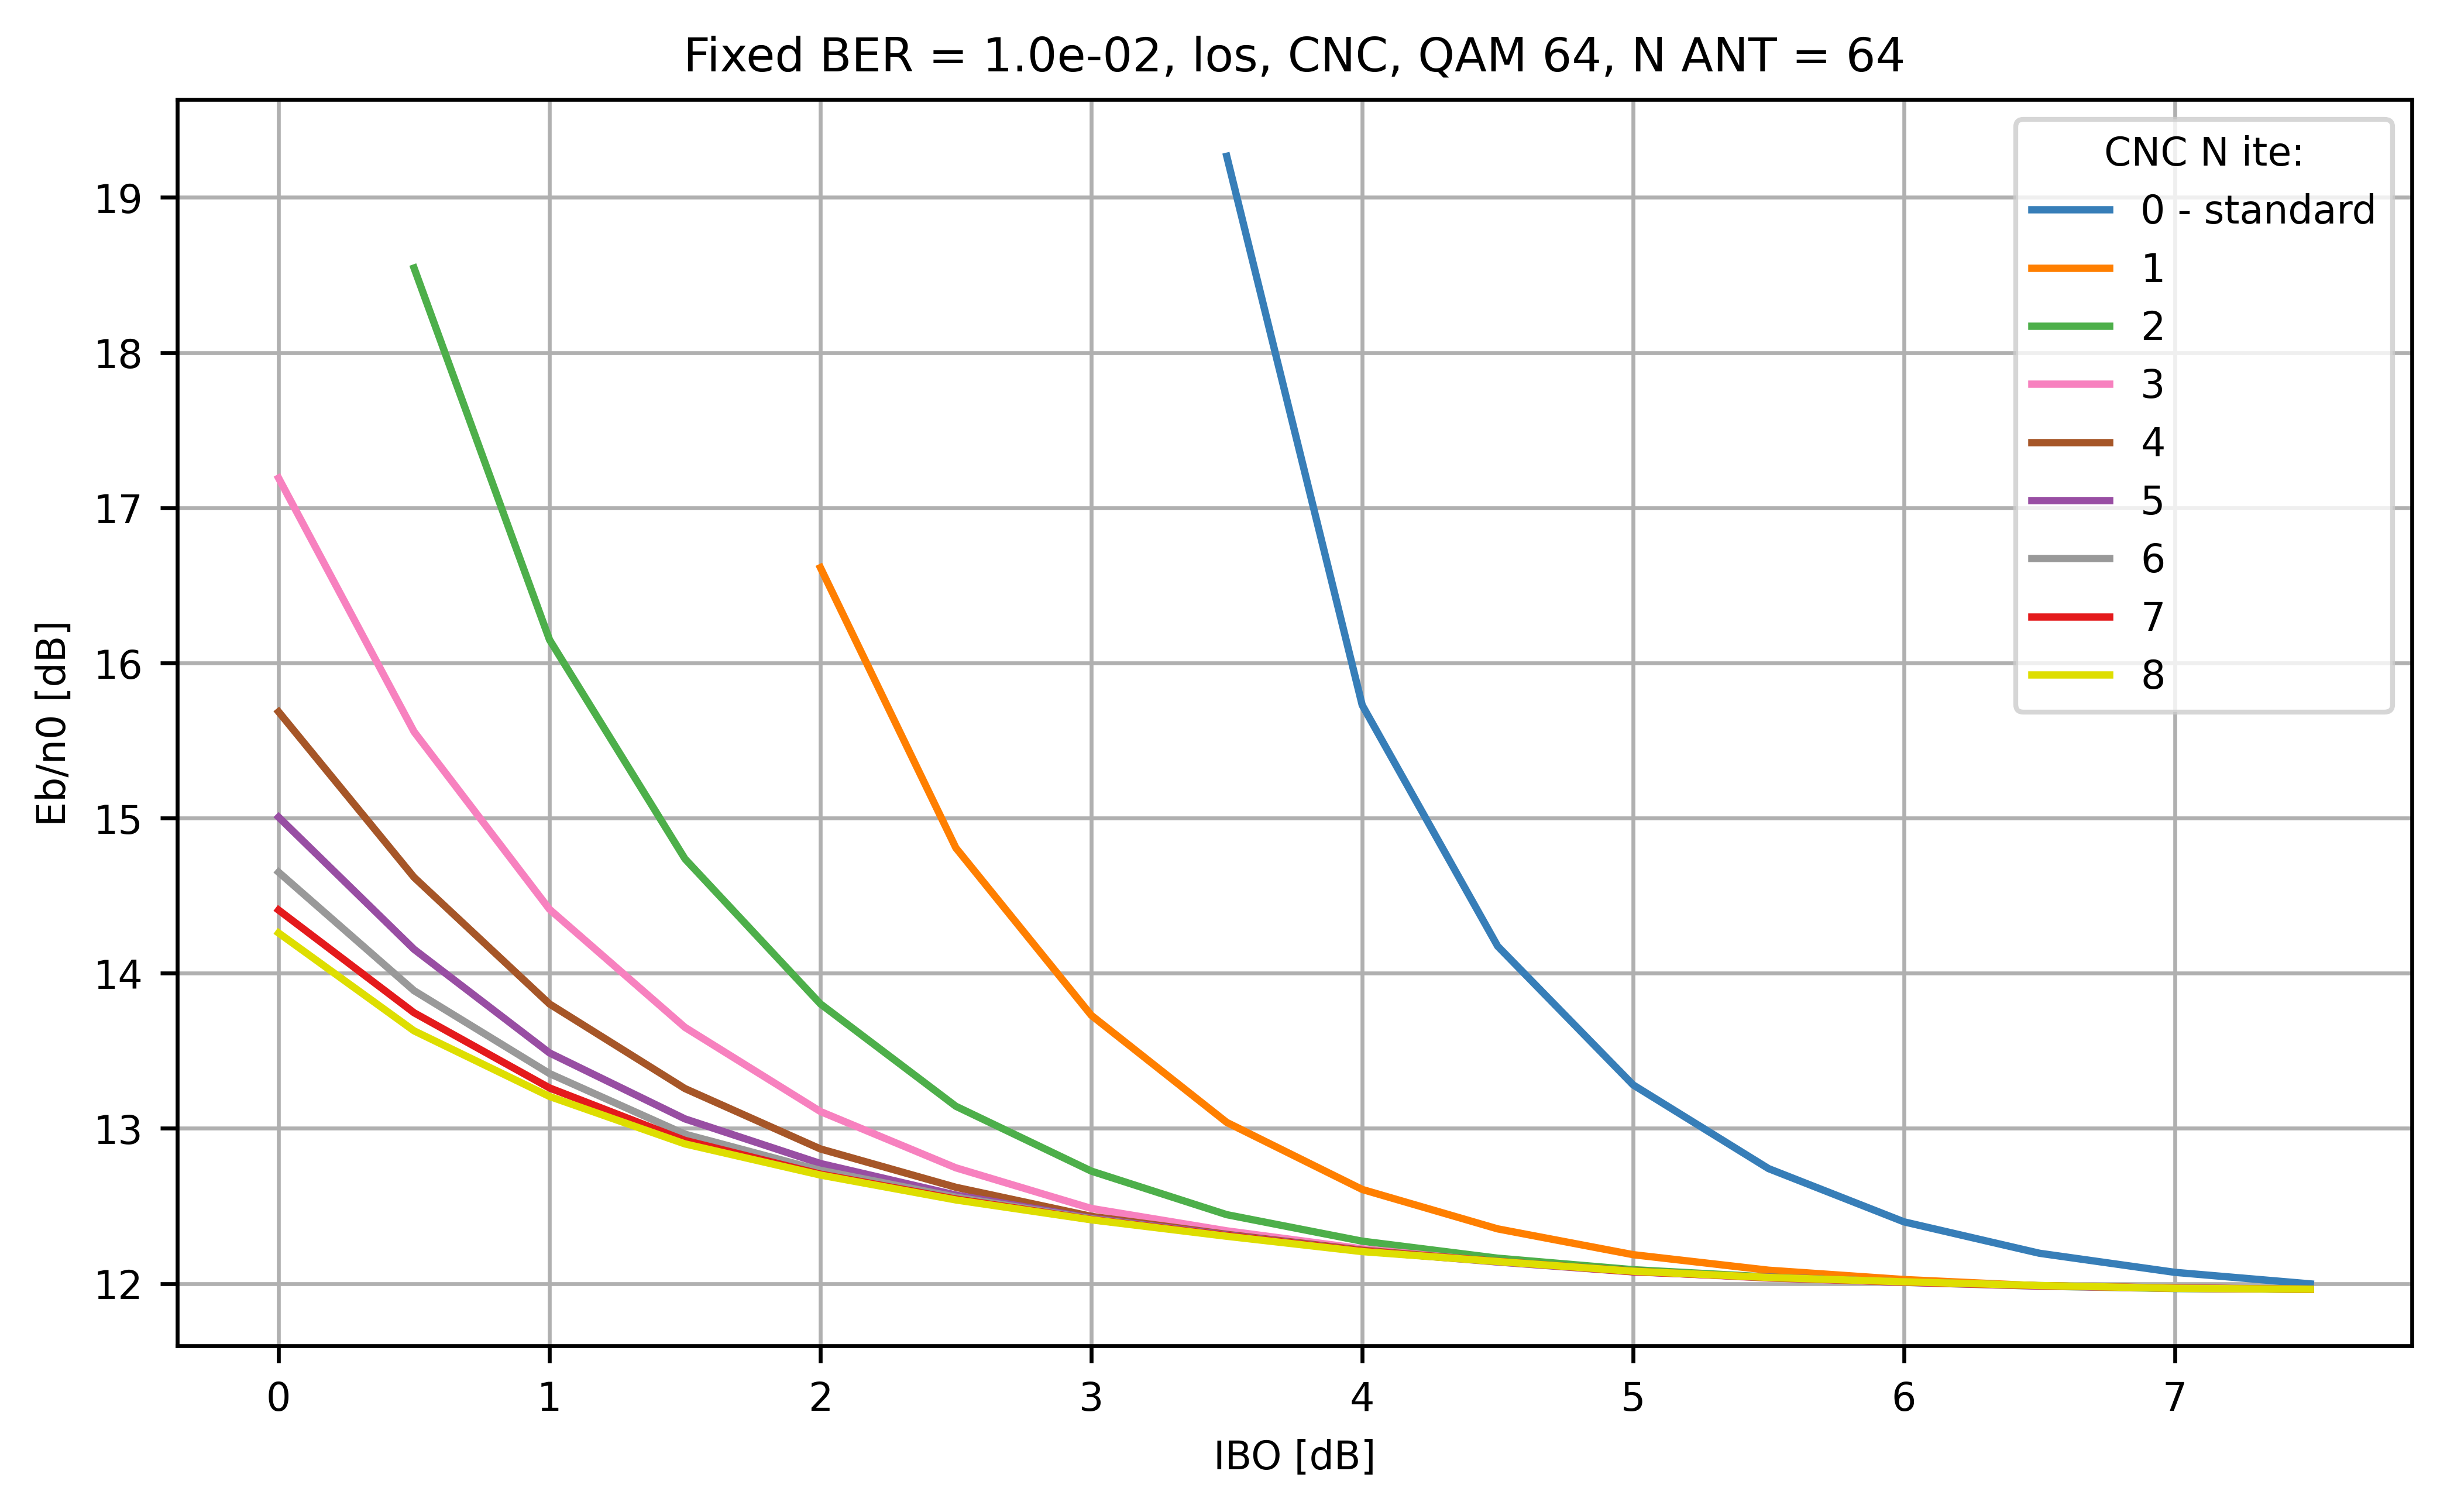 Fixed BER = 1.0e-02, los, CNC, QAM 64, N ANT = 64
CNC N ite:
0 - standard
1
2
3
4
5
6
7
8
Eb/n0 [dB]
19
18
17
16
15
14
13
12
0 1 2 3 4 5 6 7
IBO [dB]